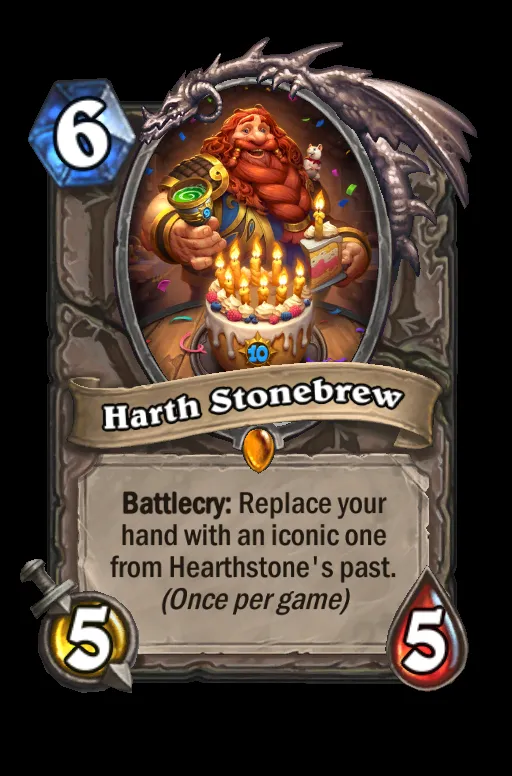 6
9
10
Harth Stonebrew
Battlecry: Replace your
hand with an iconic one
from Hearthstone's past.
(Once per game)
5
5